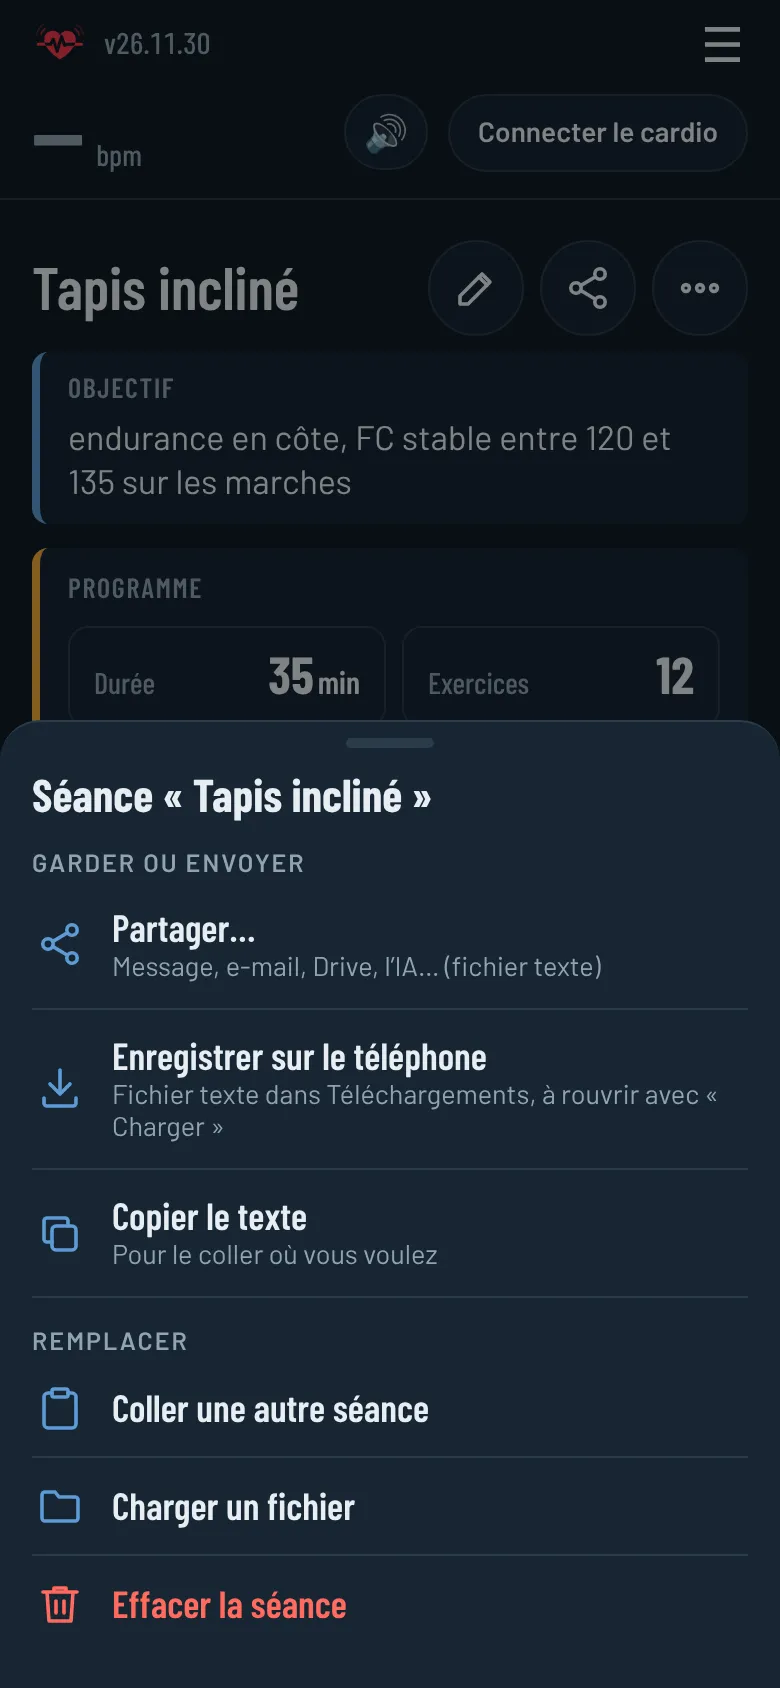 v26.11.30
bpm
Connecter le cardio
Tapis incliné
OBJECTIF
endurance en côte, FC stable entre 120 et
135 sur les marches
PROGRAMME
Durée 35 min
Exercices 12
Séance « Tapis incliné »
GARDER OU ENVOYER
Partager…
Message, e-mail, Drive, l’IA… (fichier texte)
Enregistrer sur le téléphone
Fichier texte dans Téléchargements, à rouvrir avec «
Charger »
Copier le texte
Pour le coller où vous voulez
REMPLACER
Coller une autre séance
Charger un fichier
Effacer la séance